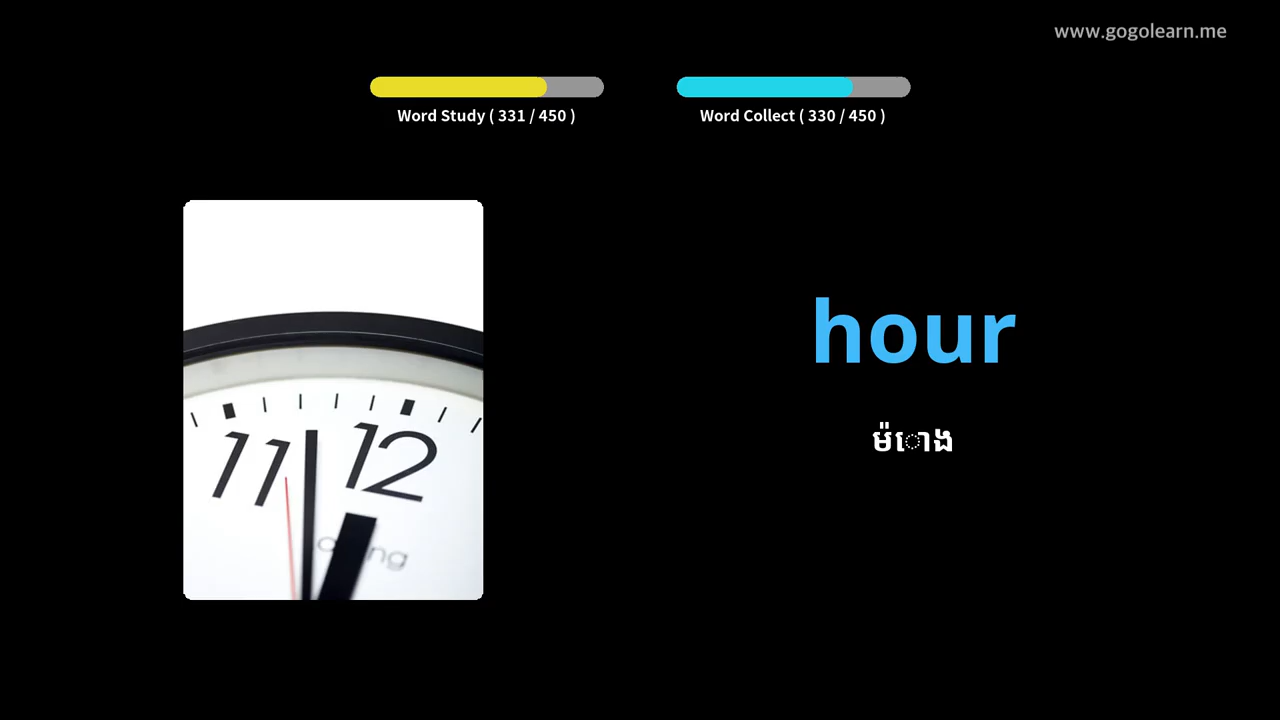 www.gogolearn.me
Word Study ( 331 / 450 )
Word Collect ( 330 / 450 )
hour
ម៉ោង
11 12